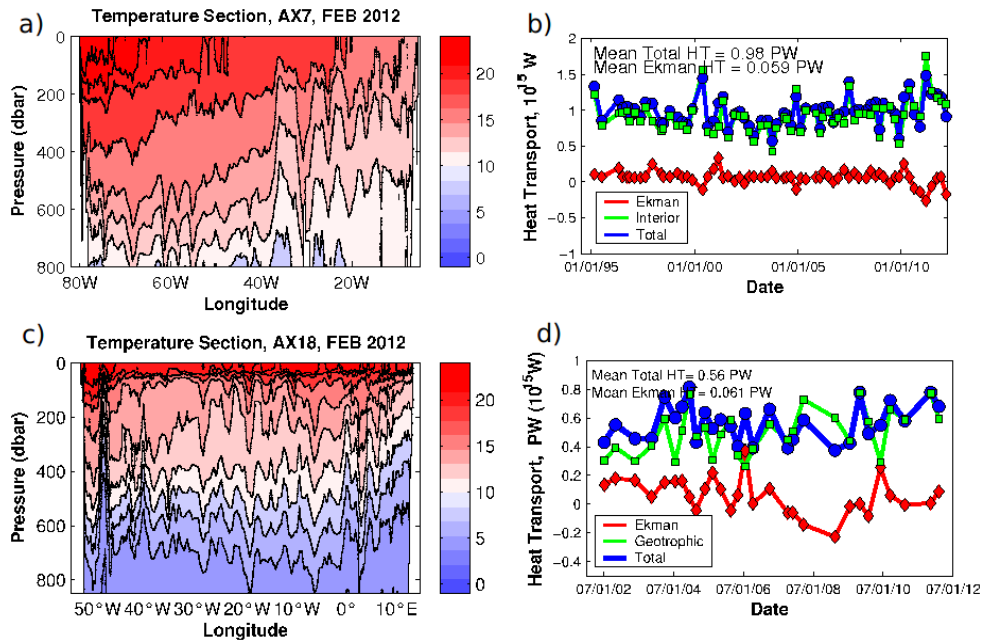 a)
Temperature Section, AX7, FEB 2012
Pressure (dbar)
0
200
400
600
800
80W
60W
40W
20W
Longitude
20
15
10
5
0
b)
Mean Total HT = 0.98 PW
Mean Ekman HT = 0.059 PW
Heat Transport, 10^15 W
2
1.5
1
0.5
0
−0.5
−1
Ekman
Interior
Total
01/01/95
01/01/00
01/01/05
01/01/10
Date
c)
Temperature Section, AX18, FEB 2012
Pressure (dbar)
0
200
400
600
800
50°W
40°W
30°W
20°W
10°W
0°
10°E
Longitude
20
15
10
5
0
d)
Mean Total HT= 0.56 PW
Mean Ekman HT= 0.061 PW
Heat Transport, PW (10^15W)
1
0.8
0.6
0.4
0.2
0
−0.2
−0.4
Ekman
Geotrophic
Total
07/01/02
07/01/04
07/01/06
07/01/08
07/01/10
07/01/12
Date